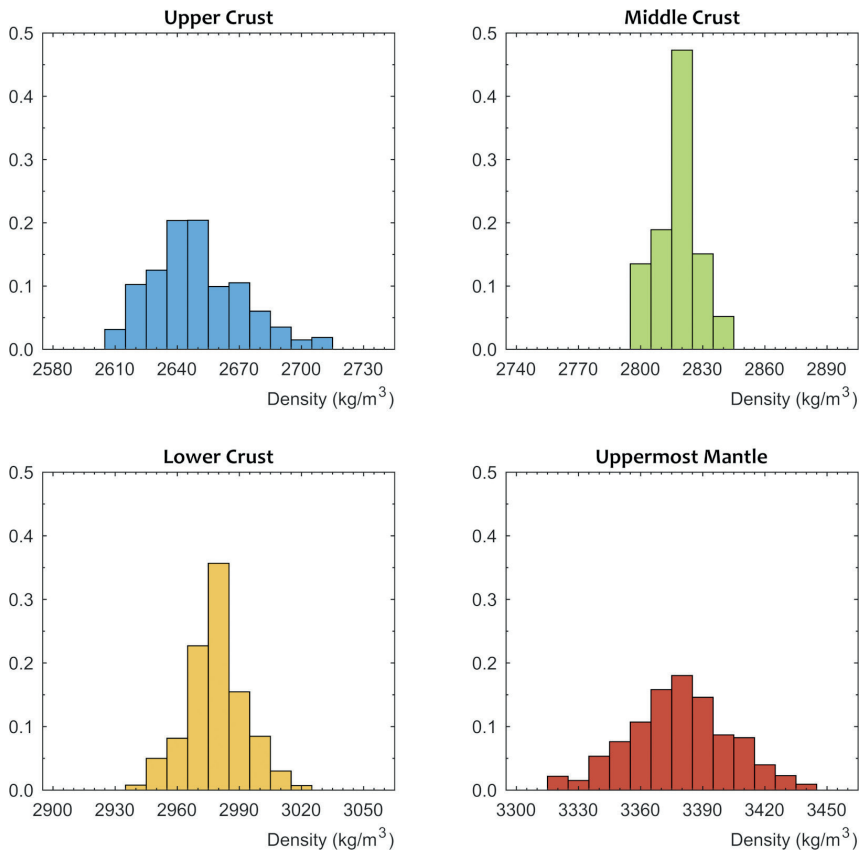 Upper Crust
0.5
0.4
0.3
0.2
0.1
0.0
2580 2610 2640 2670 2700 2730
Density (kg/m³)
Middle Crust
0.5
0.4
0.3
0.2
0.1
0.0
2740 2770 2800 2830 2860 2890
Density (kg/m³)
Lower Crust
0.5
0.4
0.3
0.2
0.1
0.0
2900 2930 2960 2990 3020 3050
Density (kg/m³)
Uppermost Mantle
0.5
0.4
0.3
0.2
0.1
0.0
3300 3330 3360 3390 3420 3450
Density (kg/m³)